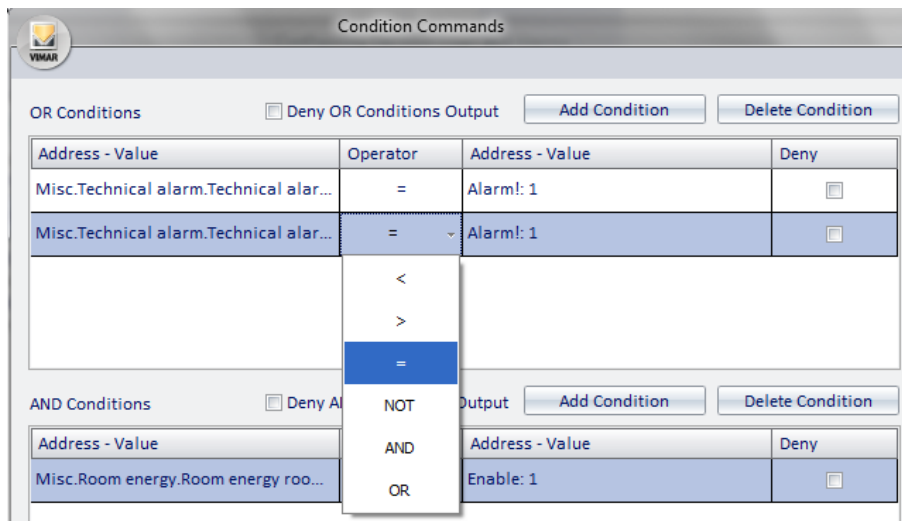 Condition Commands
VIMAR
OR Conditions Deny OR Conditions Output Add Condition Delete Condition
Address - Value Operator Address - Value Deny
Misc.Technical alarm.Technical alar... = Alarm!: 1
Misc.Technical alarm.Technical alar... = Alarm!: 1
<
>
=
AND Conditions Deny Output Add Condition Delete Condition
NOT
Address - Value Address - Value Deny
AND
Misc.Room energy.Room energy roo... Enable: 1
OR